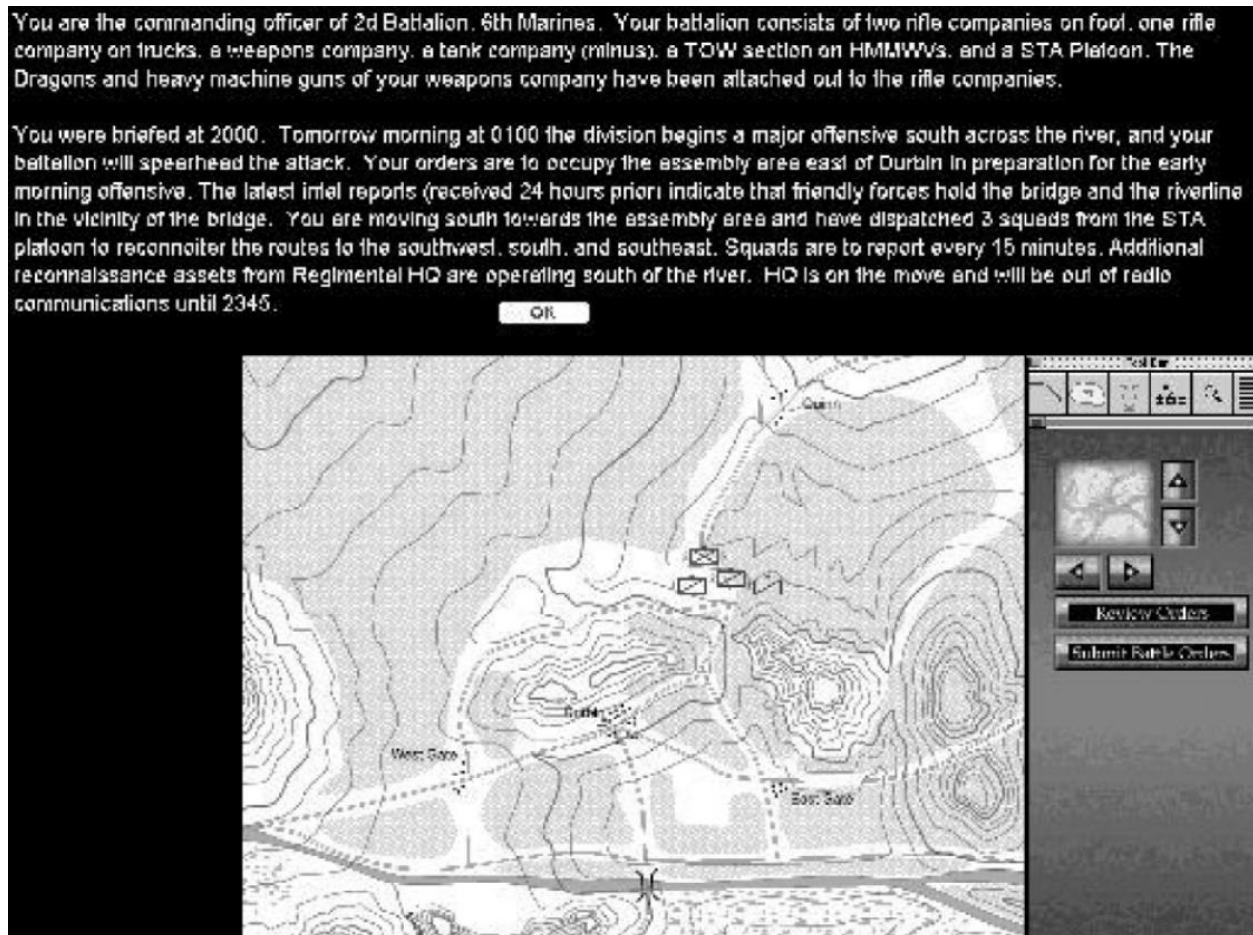 You are the commanding officer of 2d Battalion, 6th Marines.  Your battalion consists of two rifle companies on foot, one rifle
company on trucks, a weapons company, a tank company (minus), a TOW section on HMMWVs, and a STA Platoon. The
Dragons and heavy machine guns of your weapons company have been attached out to the rifle companies.
You were briefed at 2000.  Tomorrow morning at 0100 the division begins a major offensive south across the river, and your
battalion will spearhead the attack.  Your orders are to occupy the assembly area east of Durbin in preparation for the early
morning offensive. The latest intel reports (received 24 hours prior) indicate that friendly forces hold the bridge and the riverline
in the vicinity of the bridge.  You are moving south towards the assembly area and have dispatched 3 squads from the STA
platoon to reconnoiter the routes to the southwest, south, and southeast. Squads are to report every 15 minutes. Additional
reconnaissance assets from Regimental HQ are operating south of the river.  HQ is on the move and will be out of radio
communications until 2345.
OK
Tool Bar
Quinn
Review Orders
Submit Battle Orders
Durbin
West Gate
East Gate